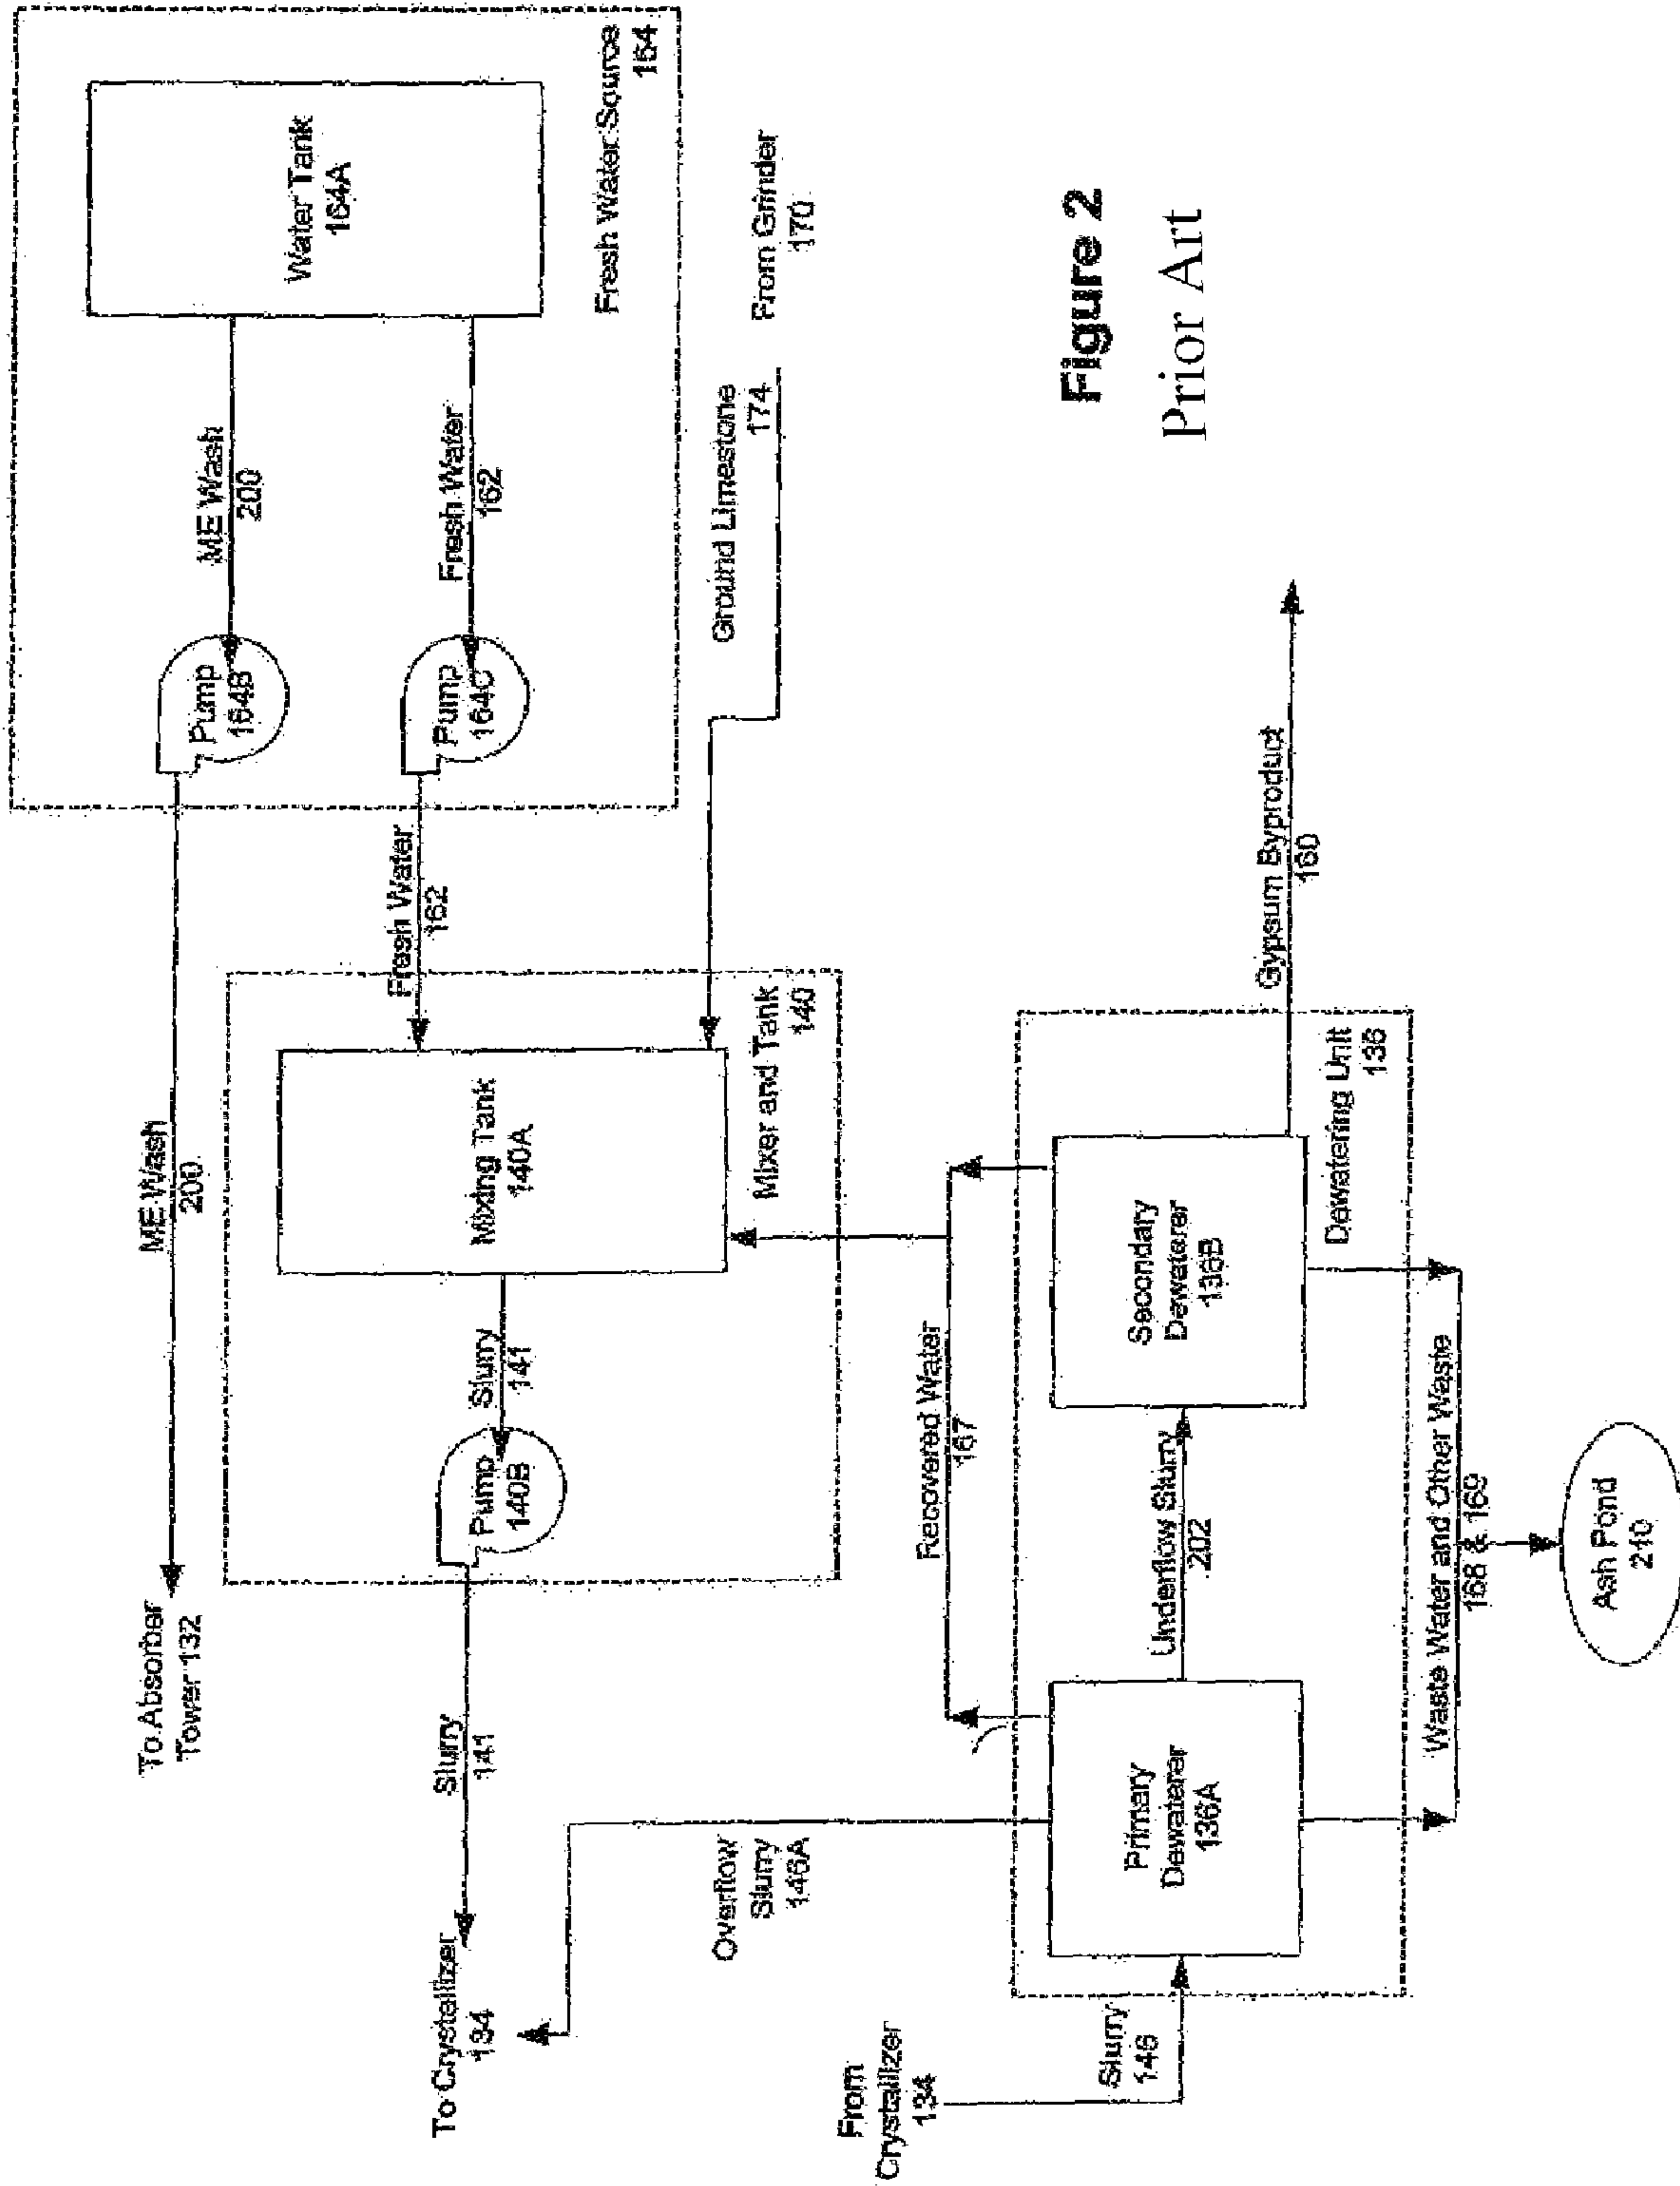 To Absorber
Tower 132
ME Wash
200
Pump
164B
ME Wash
200
Water Tank
164A
Fresh Water
162
Pump
164C
Fresh Water
162
Fresh Water Source
164
To Crystallizer
134
Slurry
141
Pump
140B
Slurry
141
Mixing Tank
140A
Mixer and Tank
140
Ground Limestone
174
From Grinder
170
Overflow
Slurry
146A
From
Crystallizer
134
Slurry
146
Primary
Dewaterer
136A
Recovered Water
167
Underflow Slurry
202
Secondary
Dewaterer
136B
Dewatering Unit
136
Gypsum Byproduct
160
Waste Water and Other Waste
168 & 169
Ash Pond
210
Figure 2
Prior Art